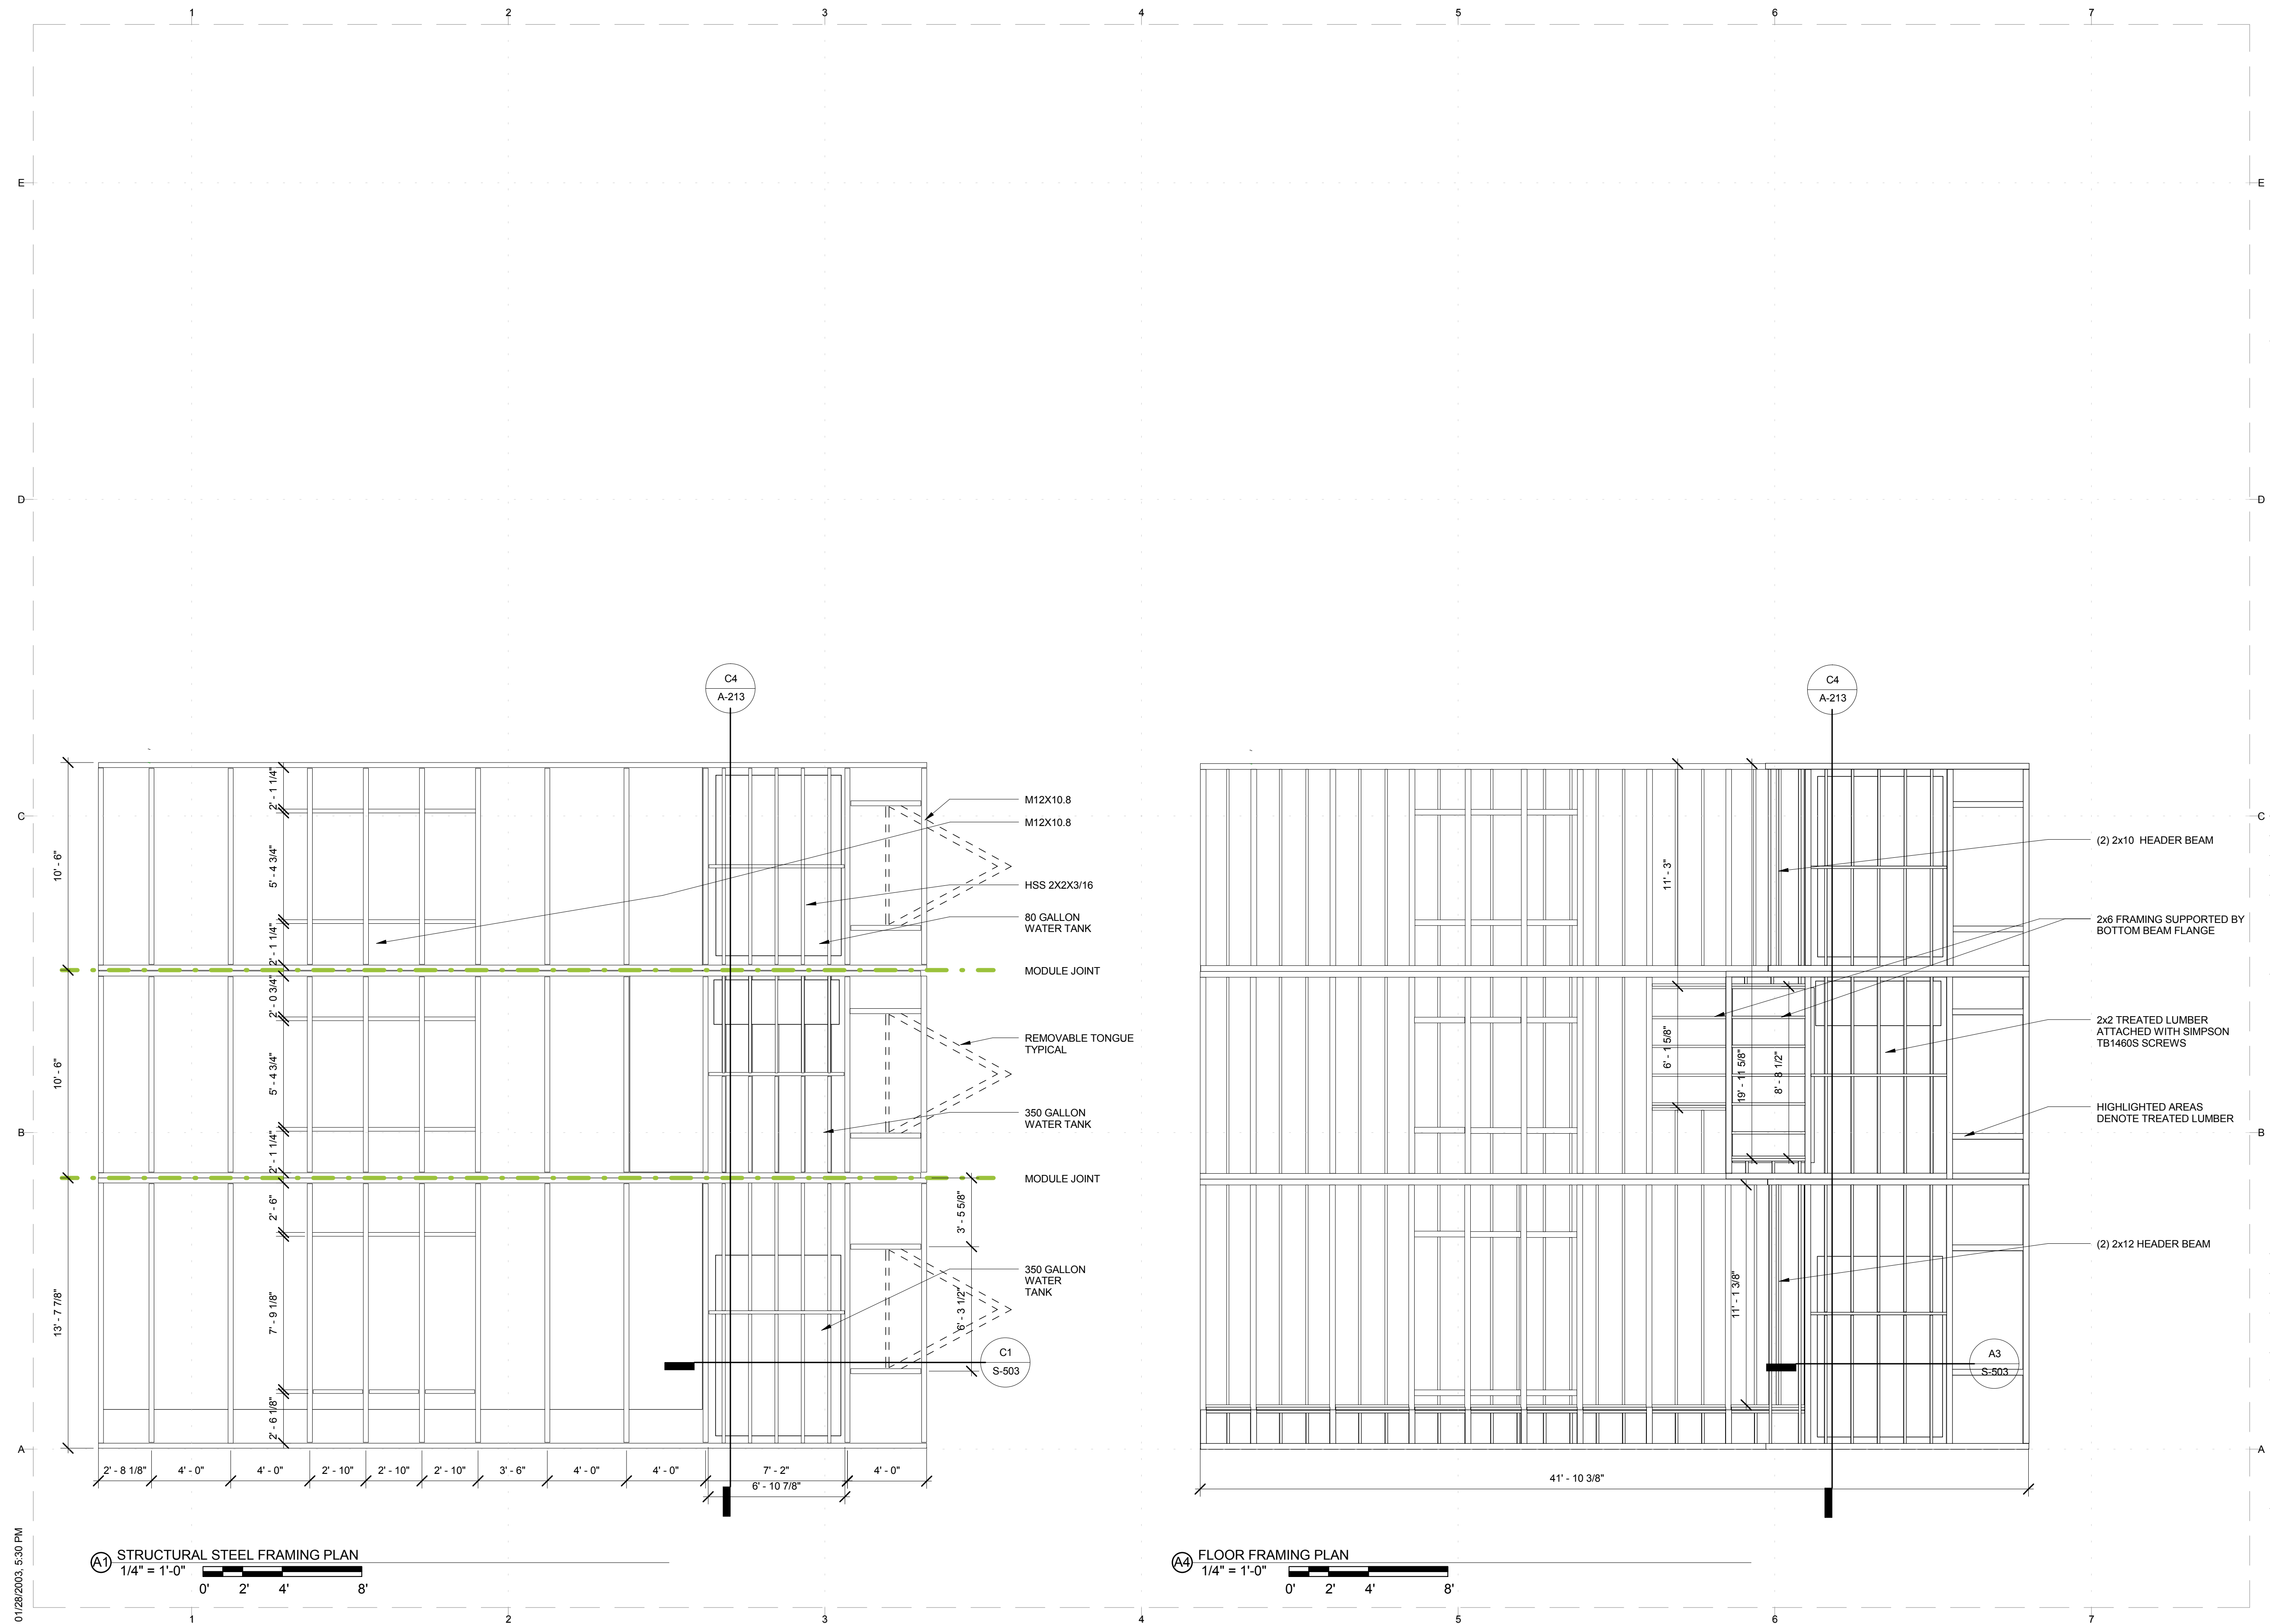 1 2 3 4 5 6 7
E E
D D
C4
A-213
C4
A-213
2' - 1 1/4"
5' - 4 3/4"
2' - 1 1/4"
10' - 6"
M12X10.8
M12X10.8
HSS 2X2X3/16
80 GALLON
WATER TANK
MODULE JOINT
C C
2' - 0 3/4"
5' - 4 3/4"
2' - 1 1/4"
10' - 6"
REMOVABLE TONGUE
TYPICAL
350 GALLON
WATER TANK
MODULE JOINT
B B
2' - 6"
7' - 9 1/8"
2' - 6 1/8"
13' - 7 7/8"
3' - 5 5/8"
6' - 3 1/2"
350 GALLON
WATER
TANK
C1
S-503
A A
2' - 8 1/8" 4' - 0" 4' - 0" 2' - 10" 2' - 10" 2' - 10" 3' - 6" 4' - 0" 4' - 0" 7' - 2" 4' - 0"
6' - 10 7/8"
11' - 3"
6' - 1 5/8"
19' - 11 5/8"
8' - 8 1/2"
11' - 1 3/8"
(2) 2x10 HEADER BEAM
2x6 FRAMING SUPPORTED BY
BOTTOM BEAM FLANGE
2x2 TREATED LUMBER
ATTACHED WITH SIMPSON
TB1460S SCREWS
HIGHLIGHTED AREAS
DENOTE TREATED LUMBER
(2) 2x12 HEADER BEAM
A3
S-503
41' - 10 3/8"
A1 STRUCTURAL STEEL FRAMING PLAN
1/4" = 1'-0"
0' 2' 4' 8'
A4 FLOOR FRAMING PLAN
1/4" = 1'-0"
0' 2' 4' 8'
01/28/2003, 5:30 PM
1 2 3 4 5 6 7